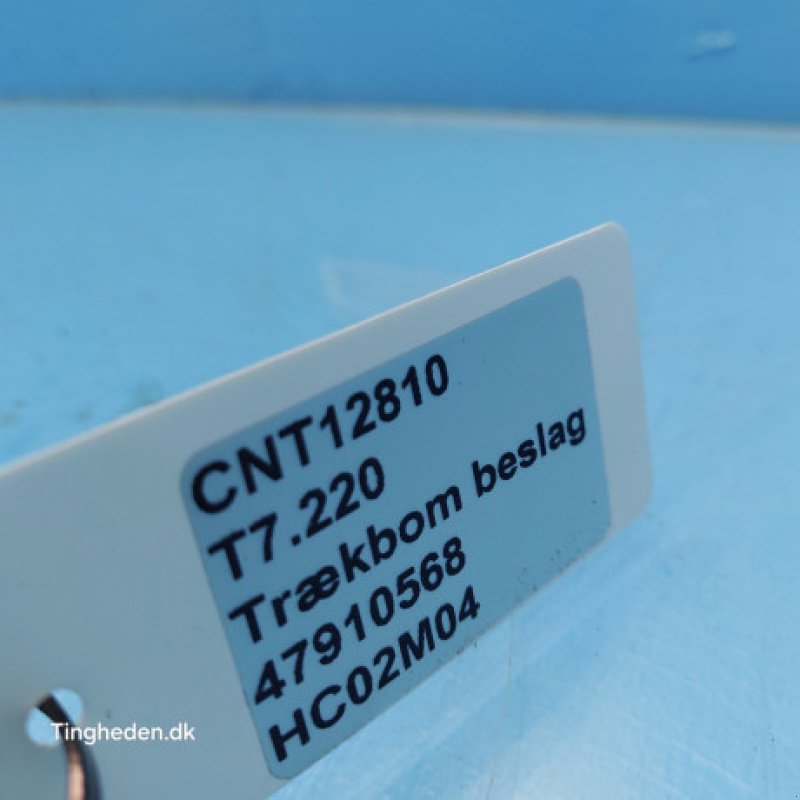 CNT12810
T7.220
Trækbom beslag
47910568
HC02M04
Tingheden.dk